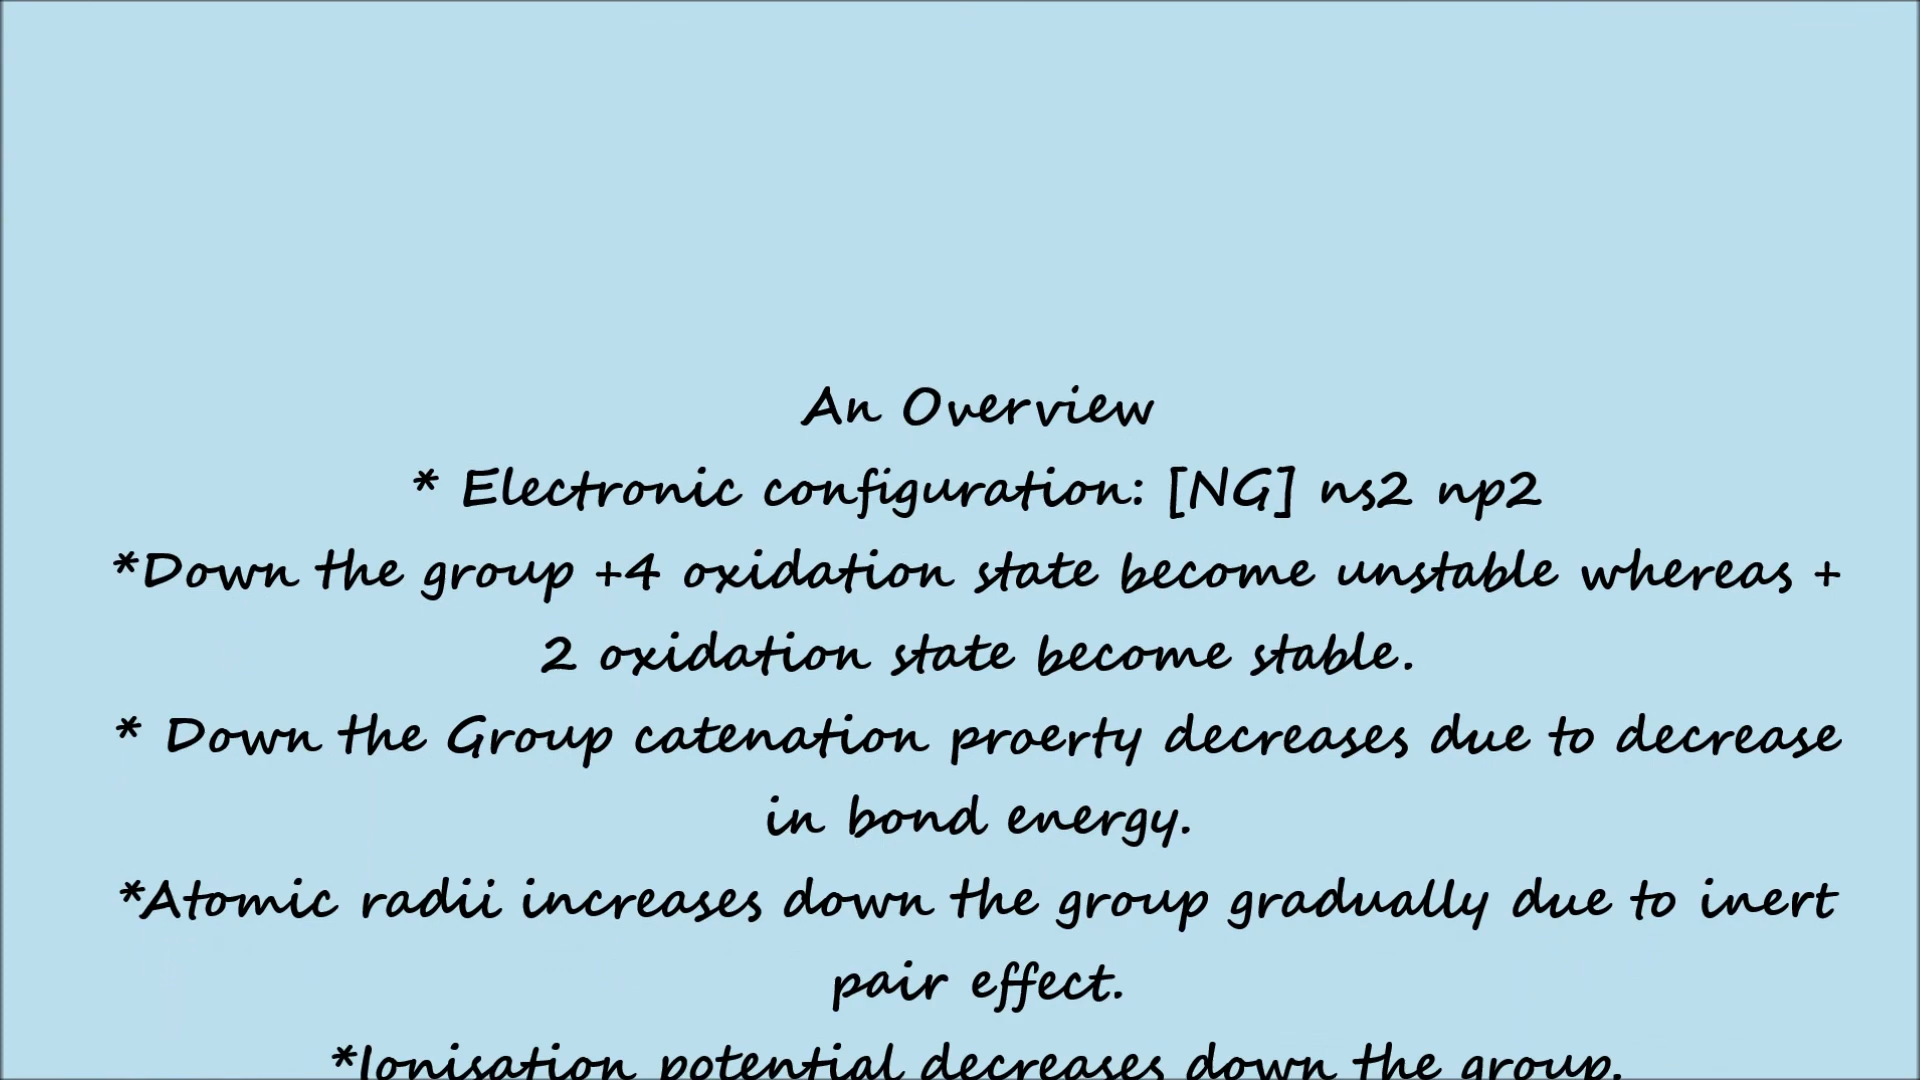 An Overview
* Electronic configuration: [NG] ns2 np2
*Down the group +4 oxidation state become unstable whereas +
2 oxidation state become stable.
* Down the Group catenation proerty decreases due to decrease
in bond energy.
*Atomic radii increases down the group gradually due to inert
pair effect.
*Ionisation potential decreases down the group.